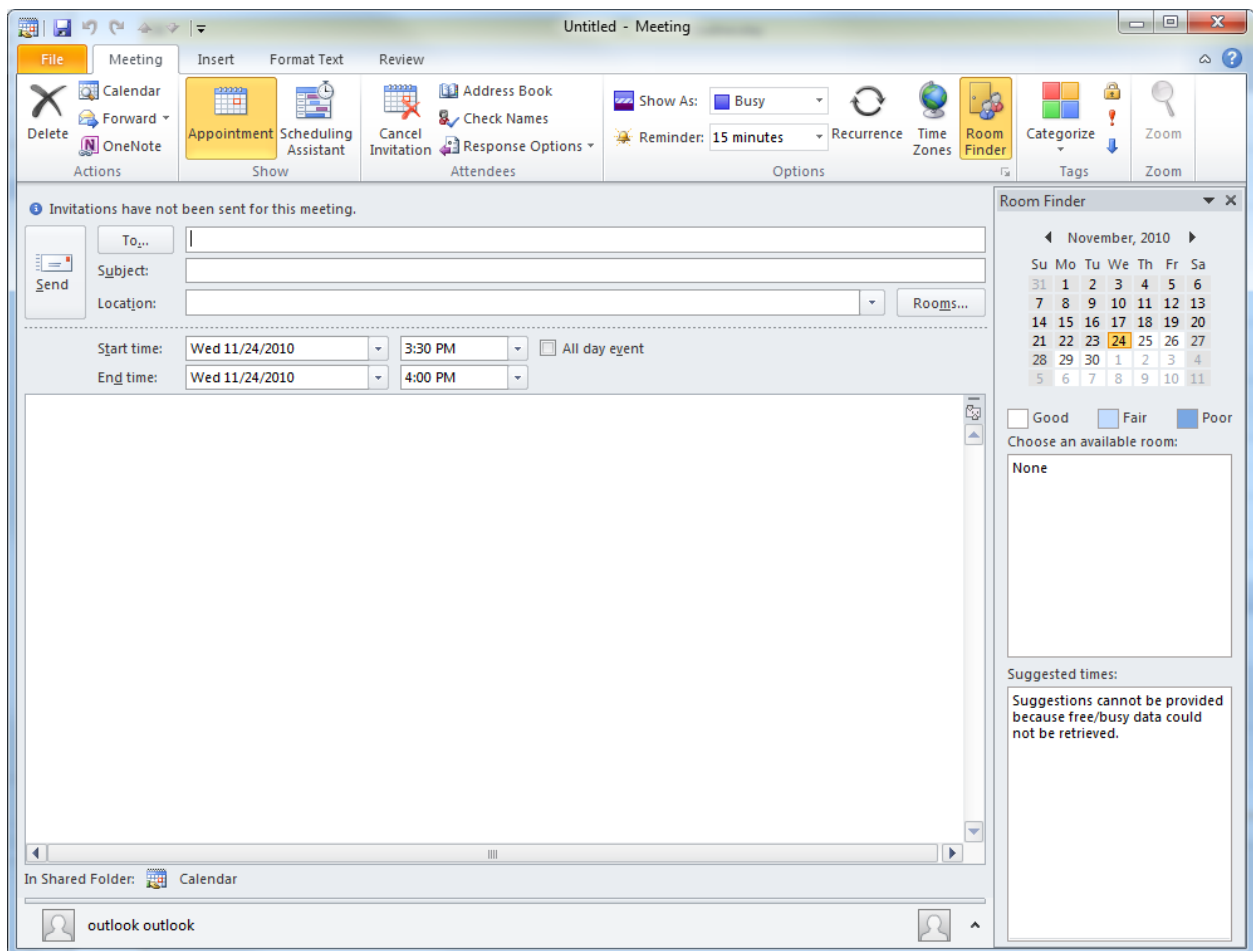 Untitled - Meeting
File Meeting Insert Format Text Review
Delete
Calendar
Forward
OneNote
Actions
Appointment
Scheduling
Assistant
Show
Cancel
Invitation
Address Book
Check Names
Response Options
Attendees
Show As: Busy
Reminder: 15 minutes
Recurrence
Time
Zones
Room
Finder
Options
Categorize
Tags
Zoom
Zoom
Invitations have not been sent for this meeting.
Send
To...
Subject:
Location:
Rooms...
Start time: Wed 11/24/2010 3:30 PM All day event
End time: Wed 11/24/2010 4:00 PM
In Shared Folder: Calendar
outlook outlook
Room Finder
November, 2010
Su Mo Tu We Th Fr Sa
31 1 2 3 4 5 6
7 8 9 10 11 12 13
14 15 16 17 18 19 20
21 22 23 24 25 26 27
28 29 30 1 2 3 4
5 6 7 8 9 10 11
Good Fair Poor
Choose an available room:
None
Suggested times:
Suggestions cannot be provided
because free/busy data could
not be retrieved.